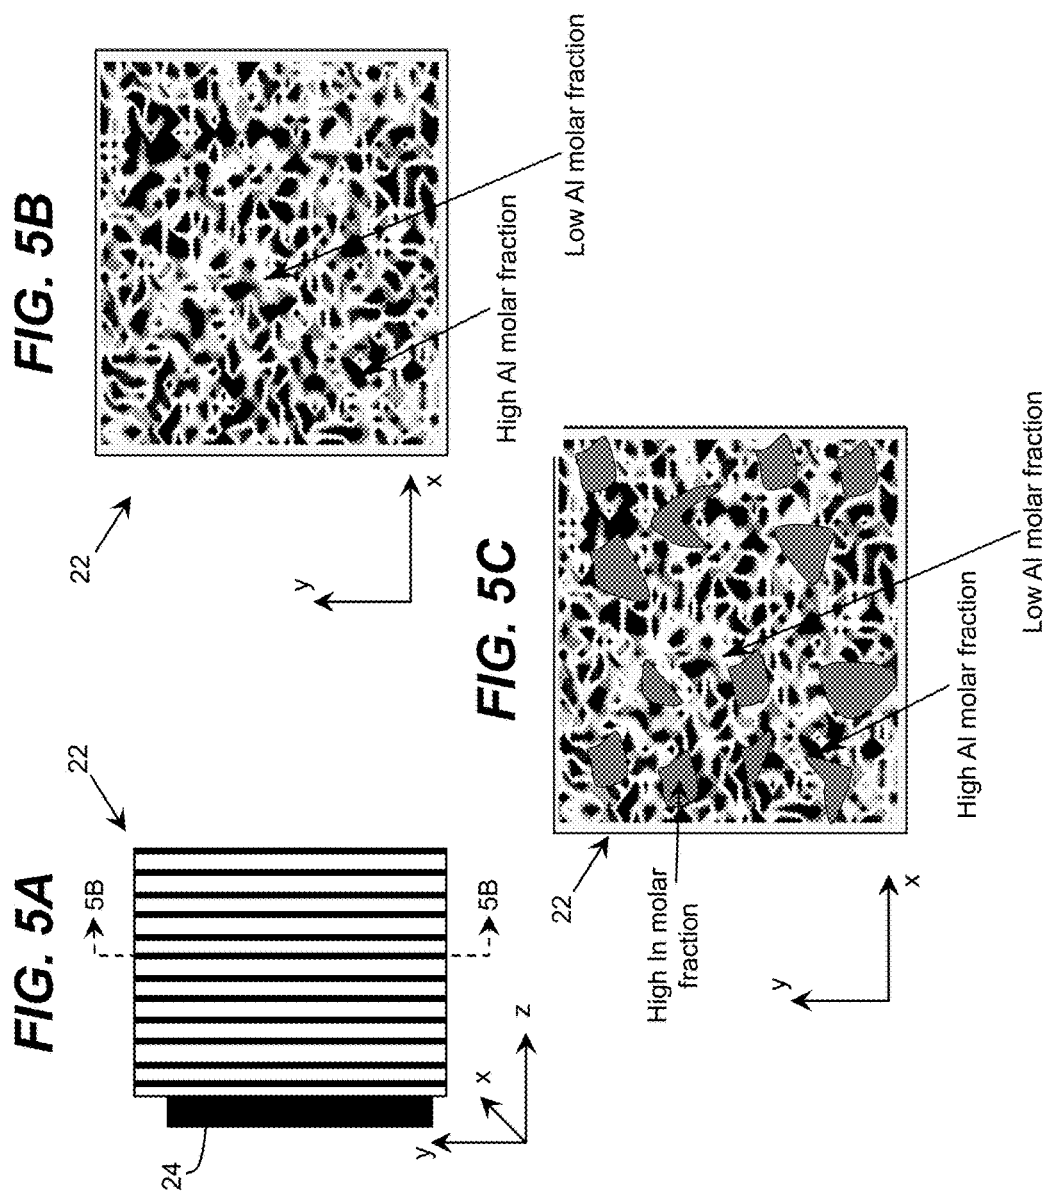 FIG. 5A
22
5B
5B
24
y
x
z
FIG. 5B
22
y
x
High Al molar fraction
Low Al molar fraction
FIG. 5C
22
High In molar
fraction
y
x
High Al molar fraction
Low Al molar fraction